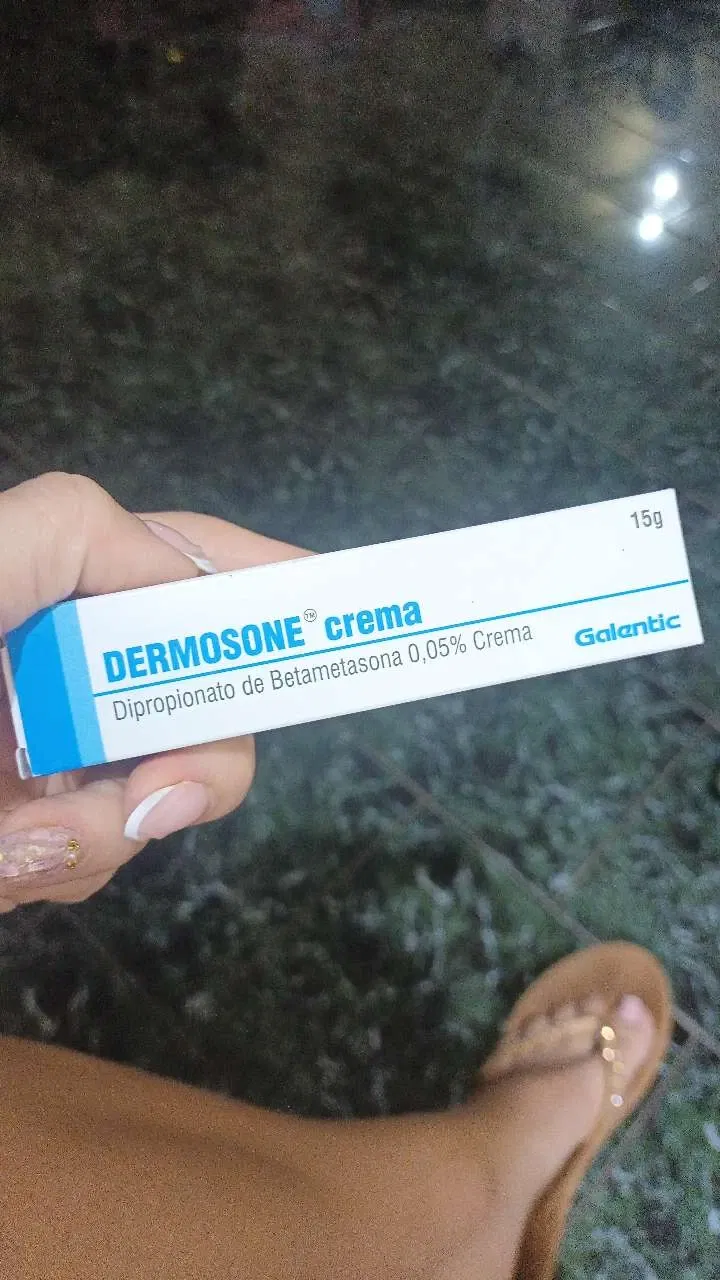 15g
DERMOSONE™ crema
Dipropionato de Betametasona 0,05% Crema
Galentic